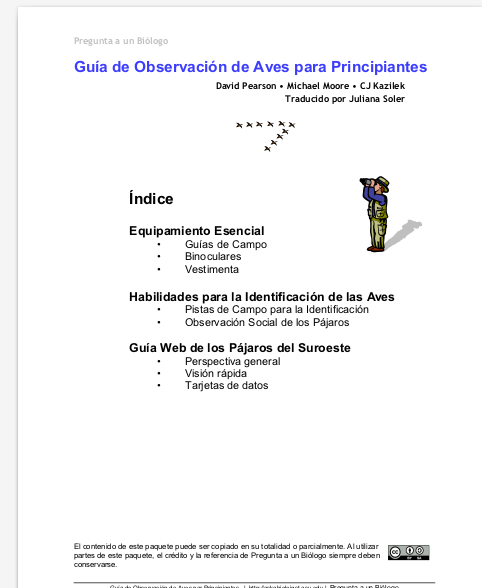 Pregunta a un Biólogo
Guía de Observación de Aves para Principiantes
David Pearson • Michael Moore • CJ Kazilek
Traducido por Juliana Soler
Índice
Equipamiento Esencial
• Guías de Campo
• Binoculares
• Vestimenta
Habilidades para la Identificación de las Aves
• Pistas de Campo para la Identificación
• Observación Social de los Pájaros
Guía Web de los Pájaros del Suroeste
• Perspectiva general
• Visión rápida
• Tarjetas de datos
El contenido de este paquete puede ser copiado en su totalidad o parcialmente. Al utilizar
partes de este paquete, el crédito y la referencia de Pregunta a un Biólogo siempre deben
conservarse.